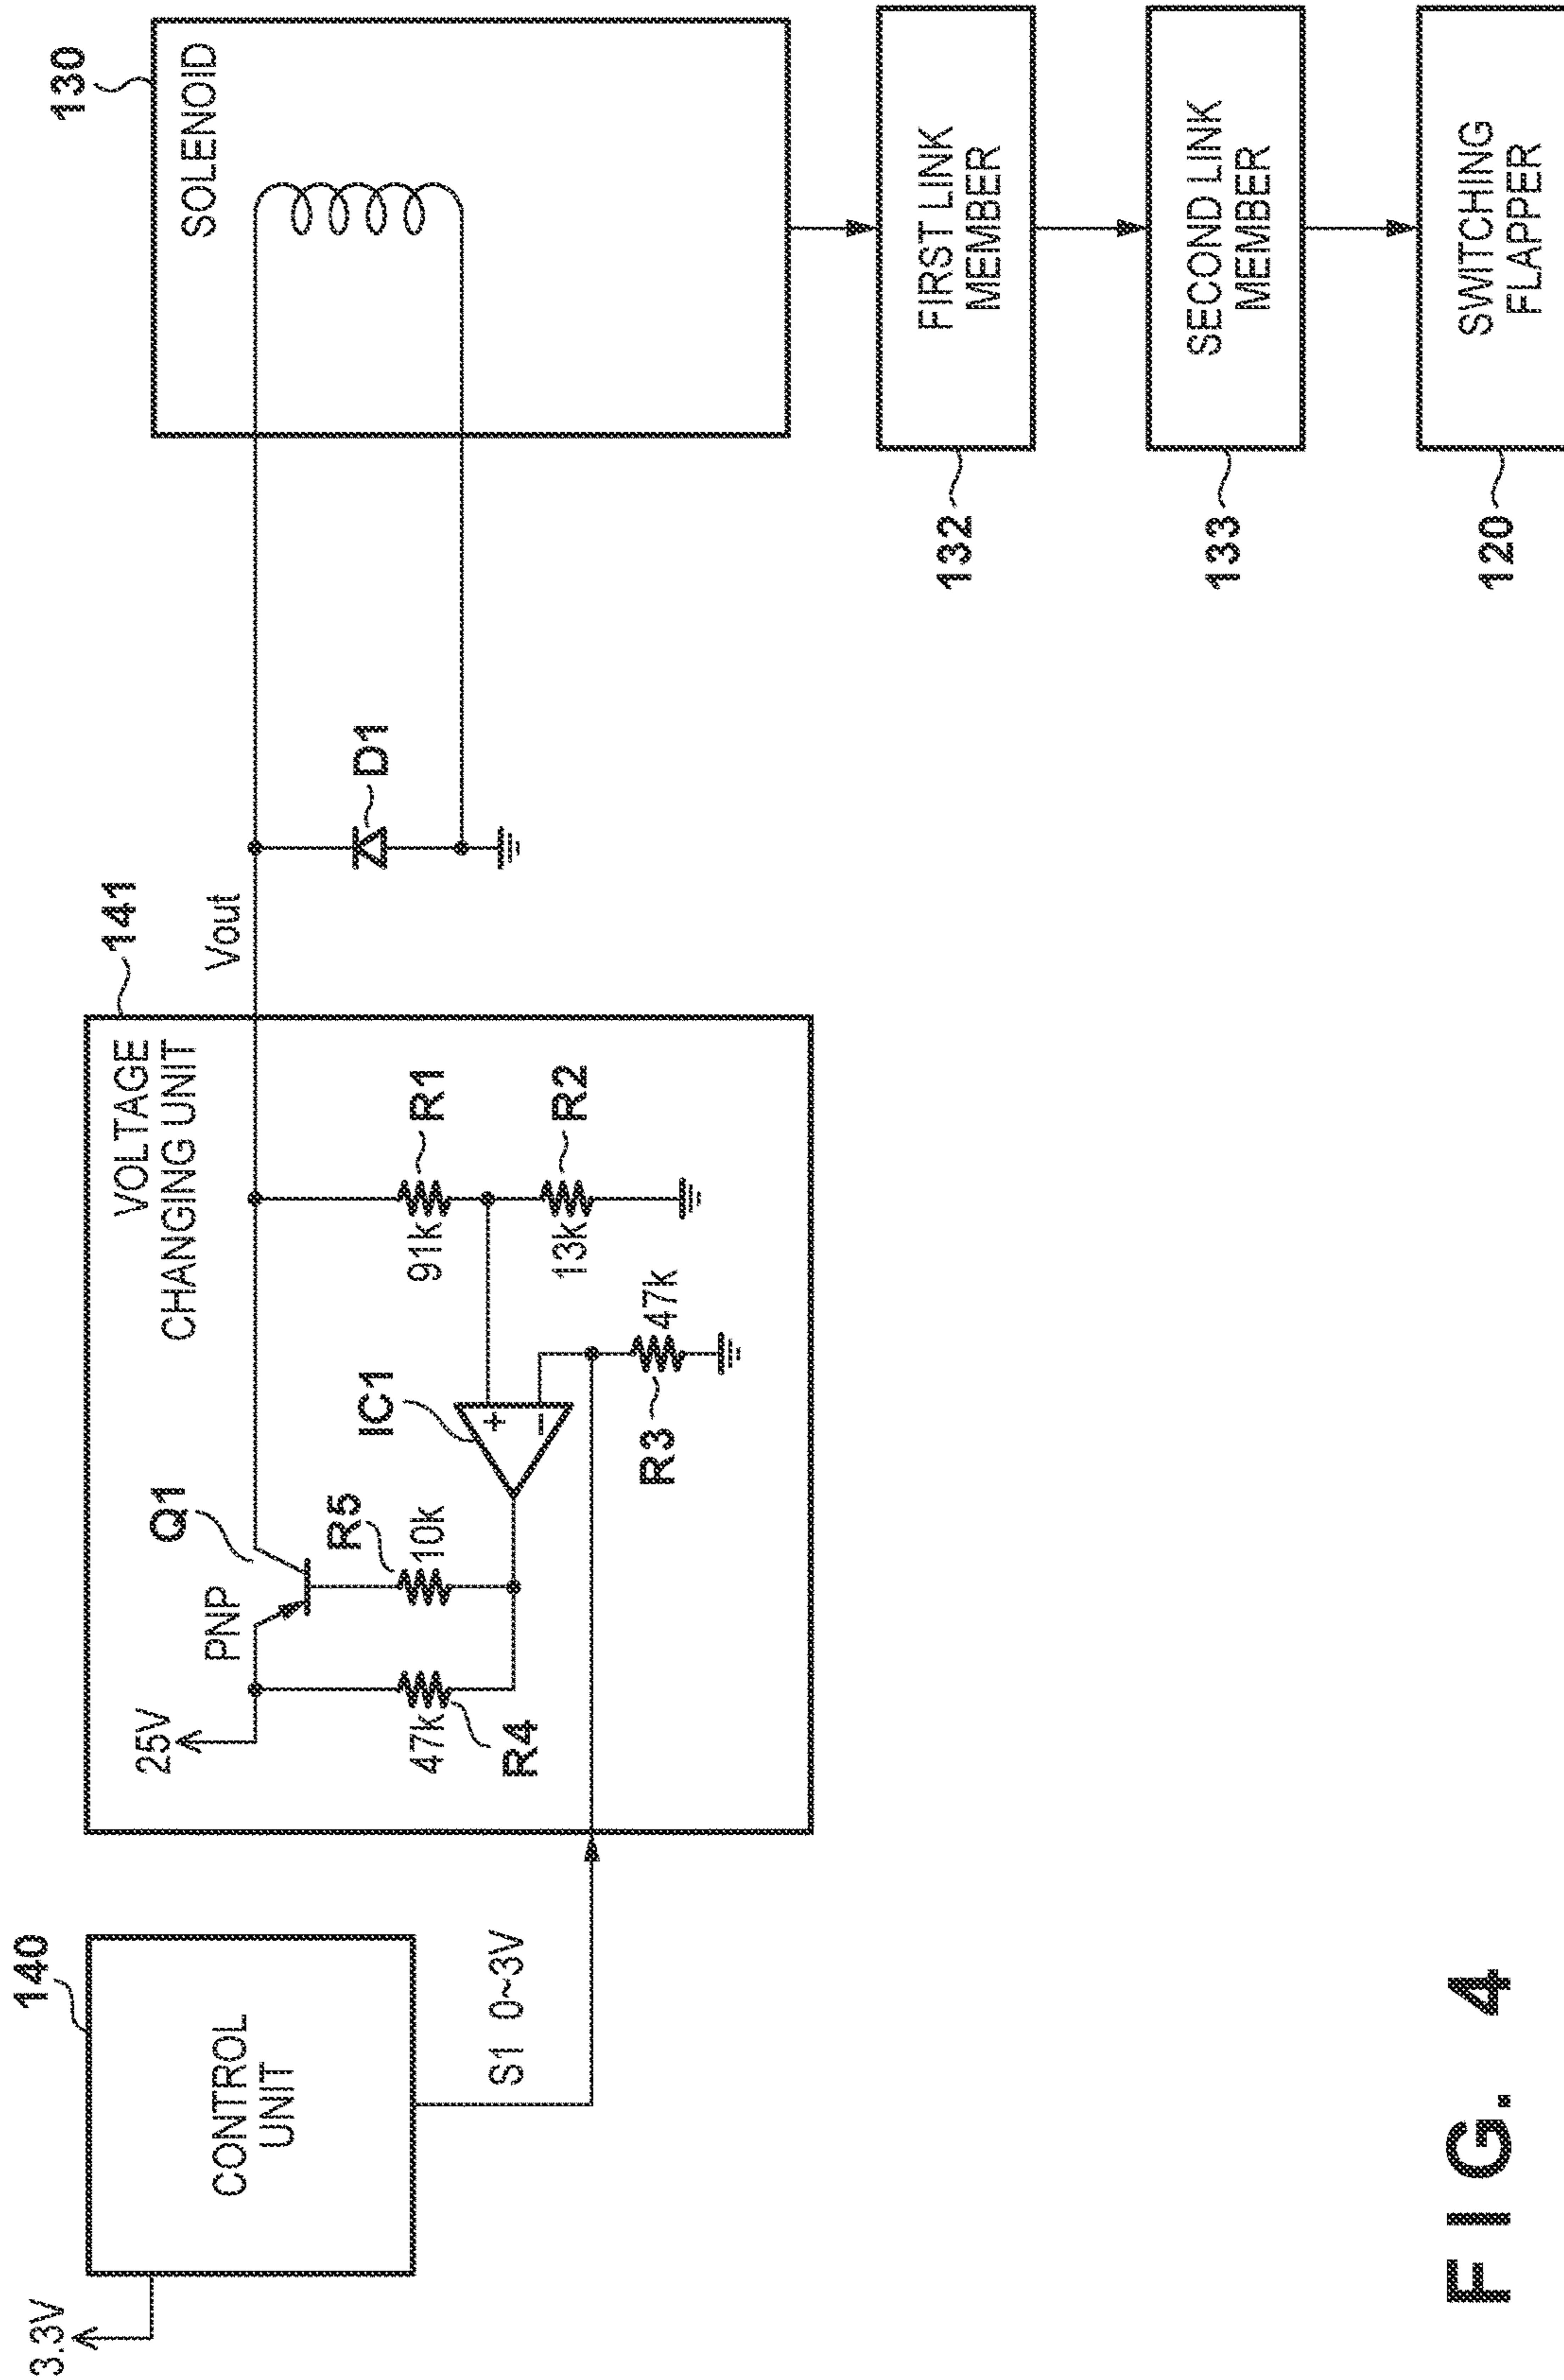 3.3V
140
CONTROL
UNIT
S1 0~3V
141
VOLTAGE
CHANGING UNIT
25V
PNP
Q1
47k
R4
R5
10k
IC1
+
−
R1
91k
R2
13k
R3
47k
Vout
D1
130
SOLENOID
132
FIRST LINK
MEMBER
133
SECOND LINK
MEMBER
120
SWITCHING
FLAPPER
FIG. 4